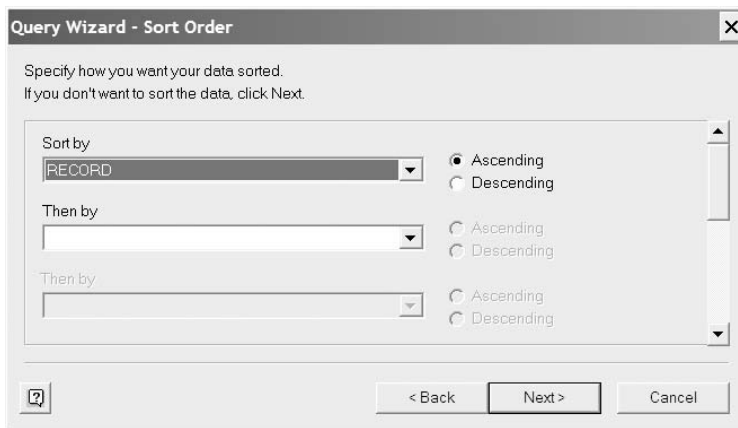 Query Wizard - Sort Order
Specify how you want your data sorted.
If you don't want to sort the data, click Next.
Sort by
RECORD
Ascending
Descending
Then by
Ascending
Descending
Then by
Ascending
Descending
< Back
Next >
Cancel